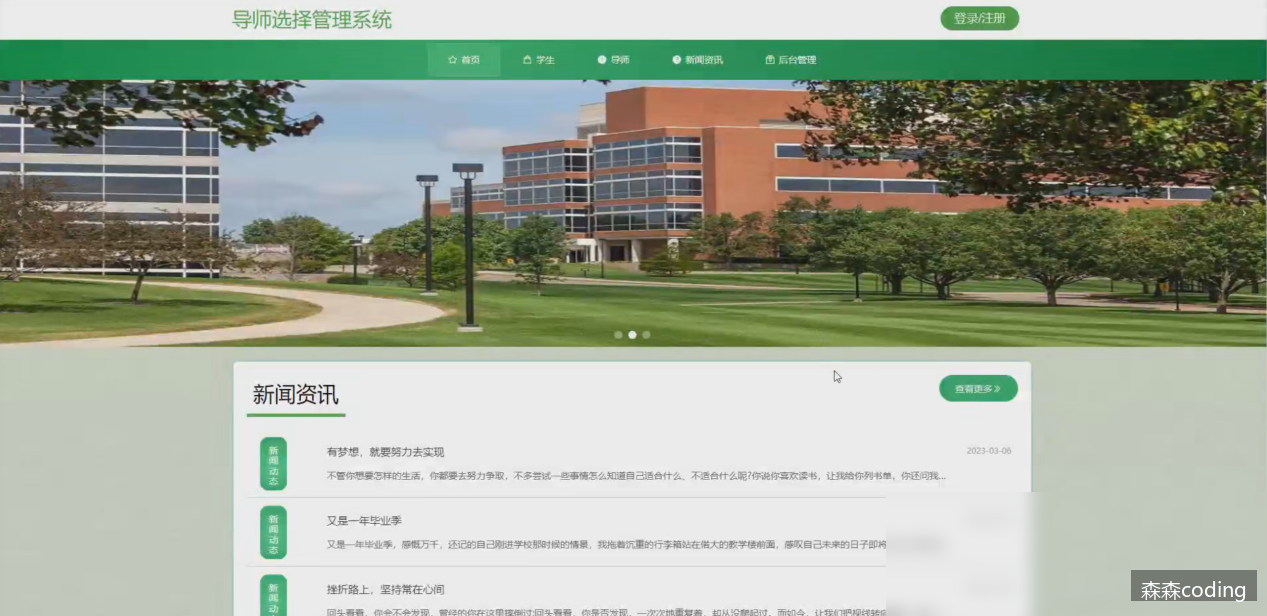 导师选择管理系统
登录/注册
首页 学生 导师 新闻资讯 后台管理
新闻资讯
查看更多
新闻动态
有梦想，就要努力去实现
2023-03-06
不管你想要怎样的生活，你都要去努力争取，不多尝试一些事情怎么知道自己适合什么、不适合什么呢?你说你喜欢读书，让我给你列书单，你还问我...
新闻动态
又是一年毕业季
又是一年毕业季，感慨万千，还记的自己刚进学校那时候的情景，我拖着沉重的行李箱站在偌大的教学楼前面，感叹自己未来的日子即将
新闻动
挫折路上，坚持常在心间
回头看看，你会不会发现，曾经的你在这里摔倒过;回头看看，你是否发现，一次次地重复着，却从没爬起过。而如今，让我们把视线转
森森coding